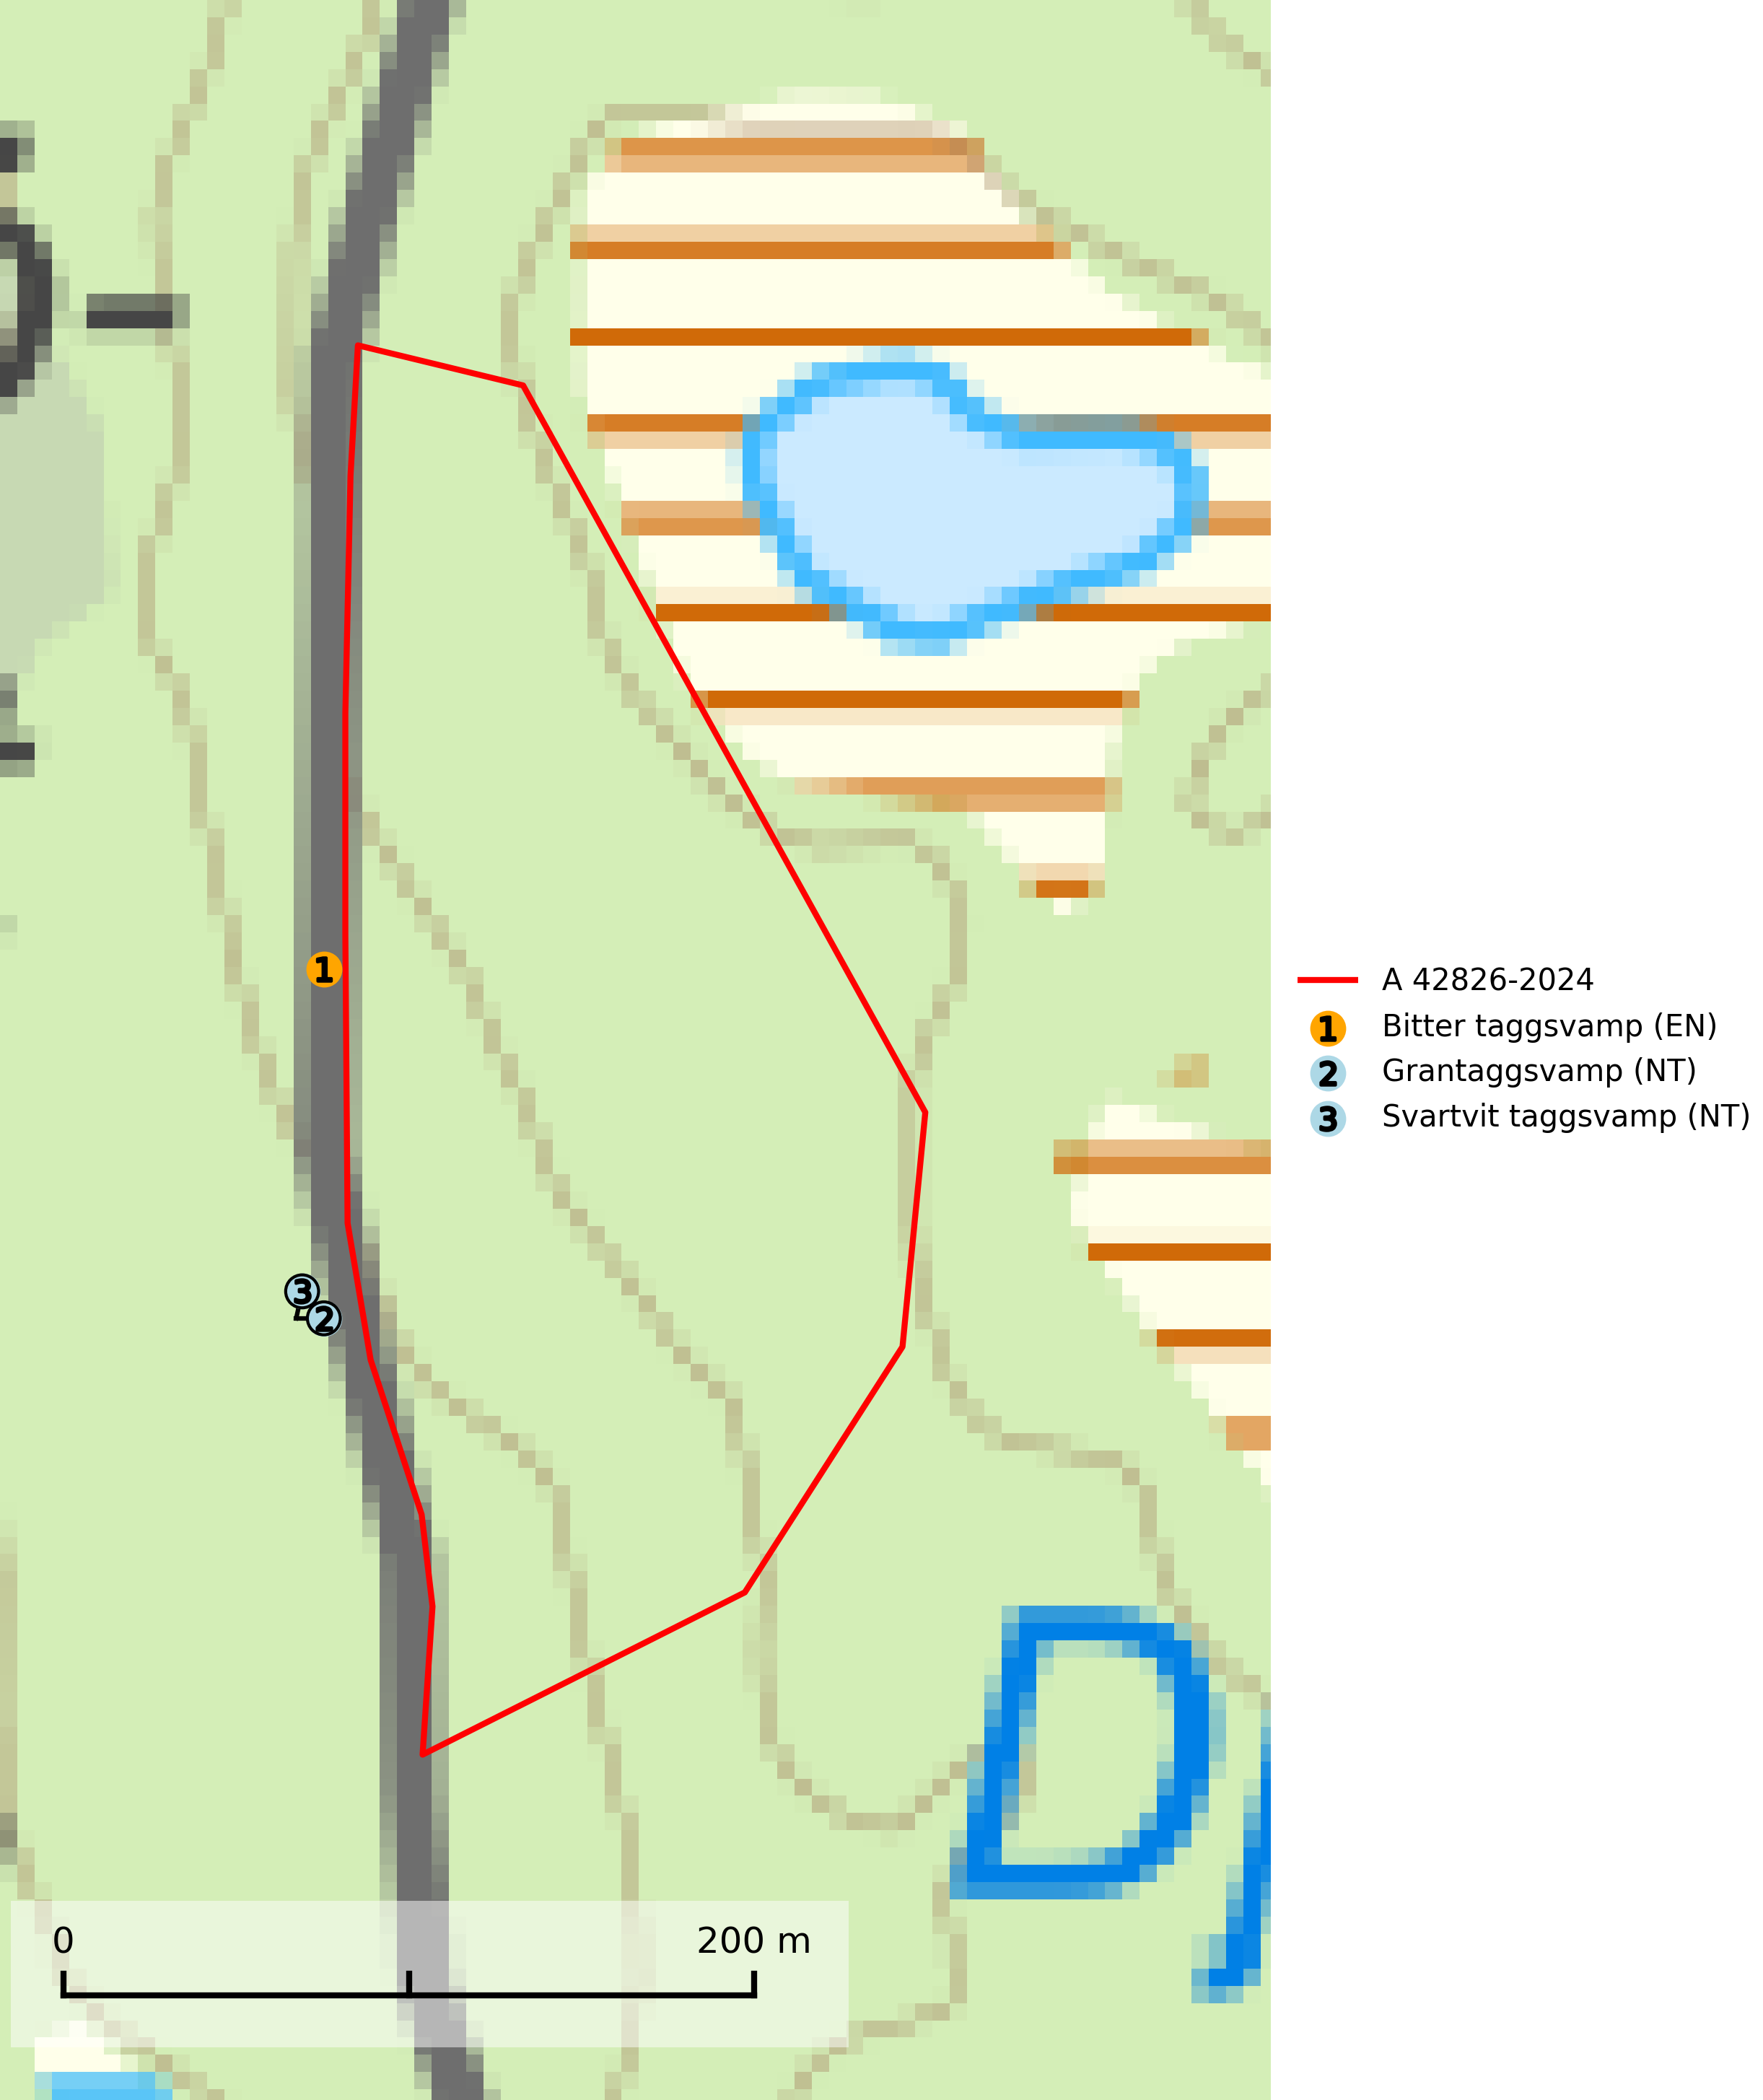 1
3
2
A 42826-2024
1 Bitter taggsvamp (EN)
2 Grantaggsvamp (NT)
3 Svartvit taggsvamp (NT)
0 200 m